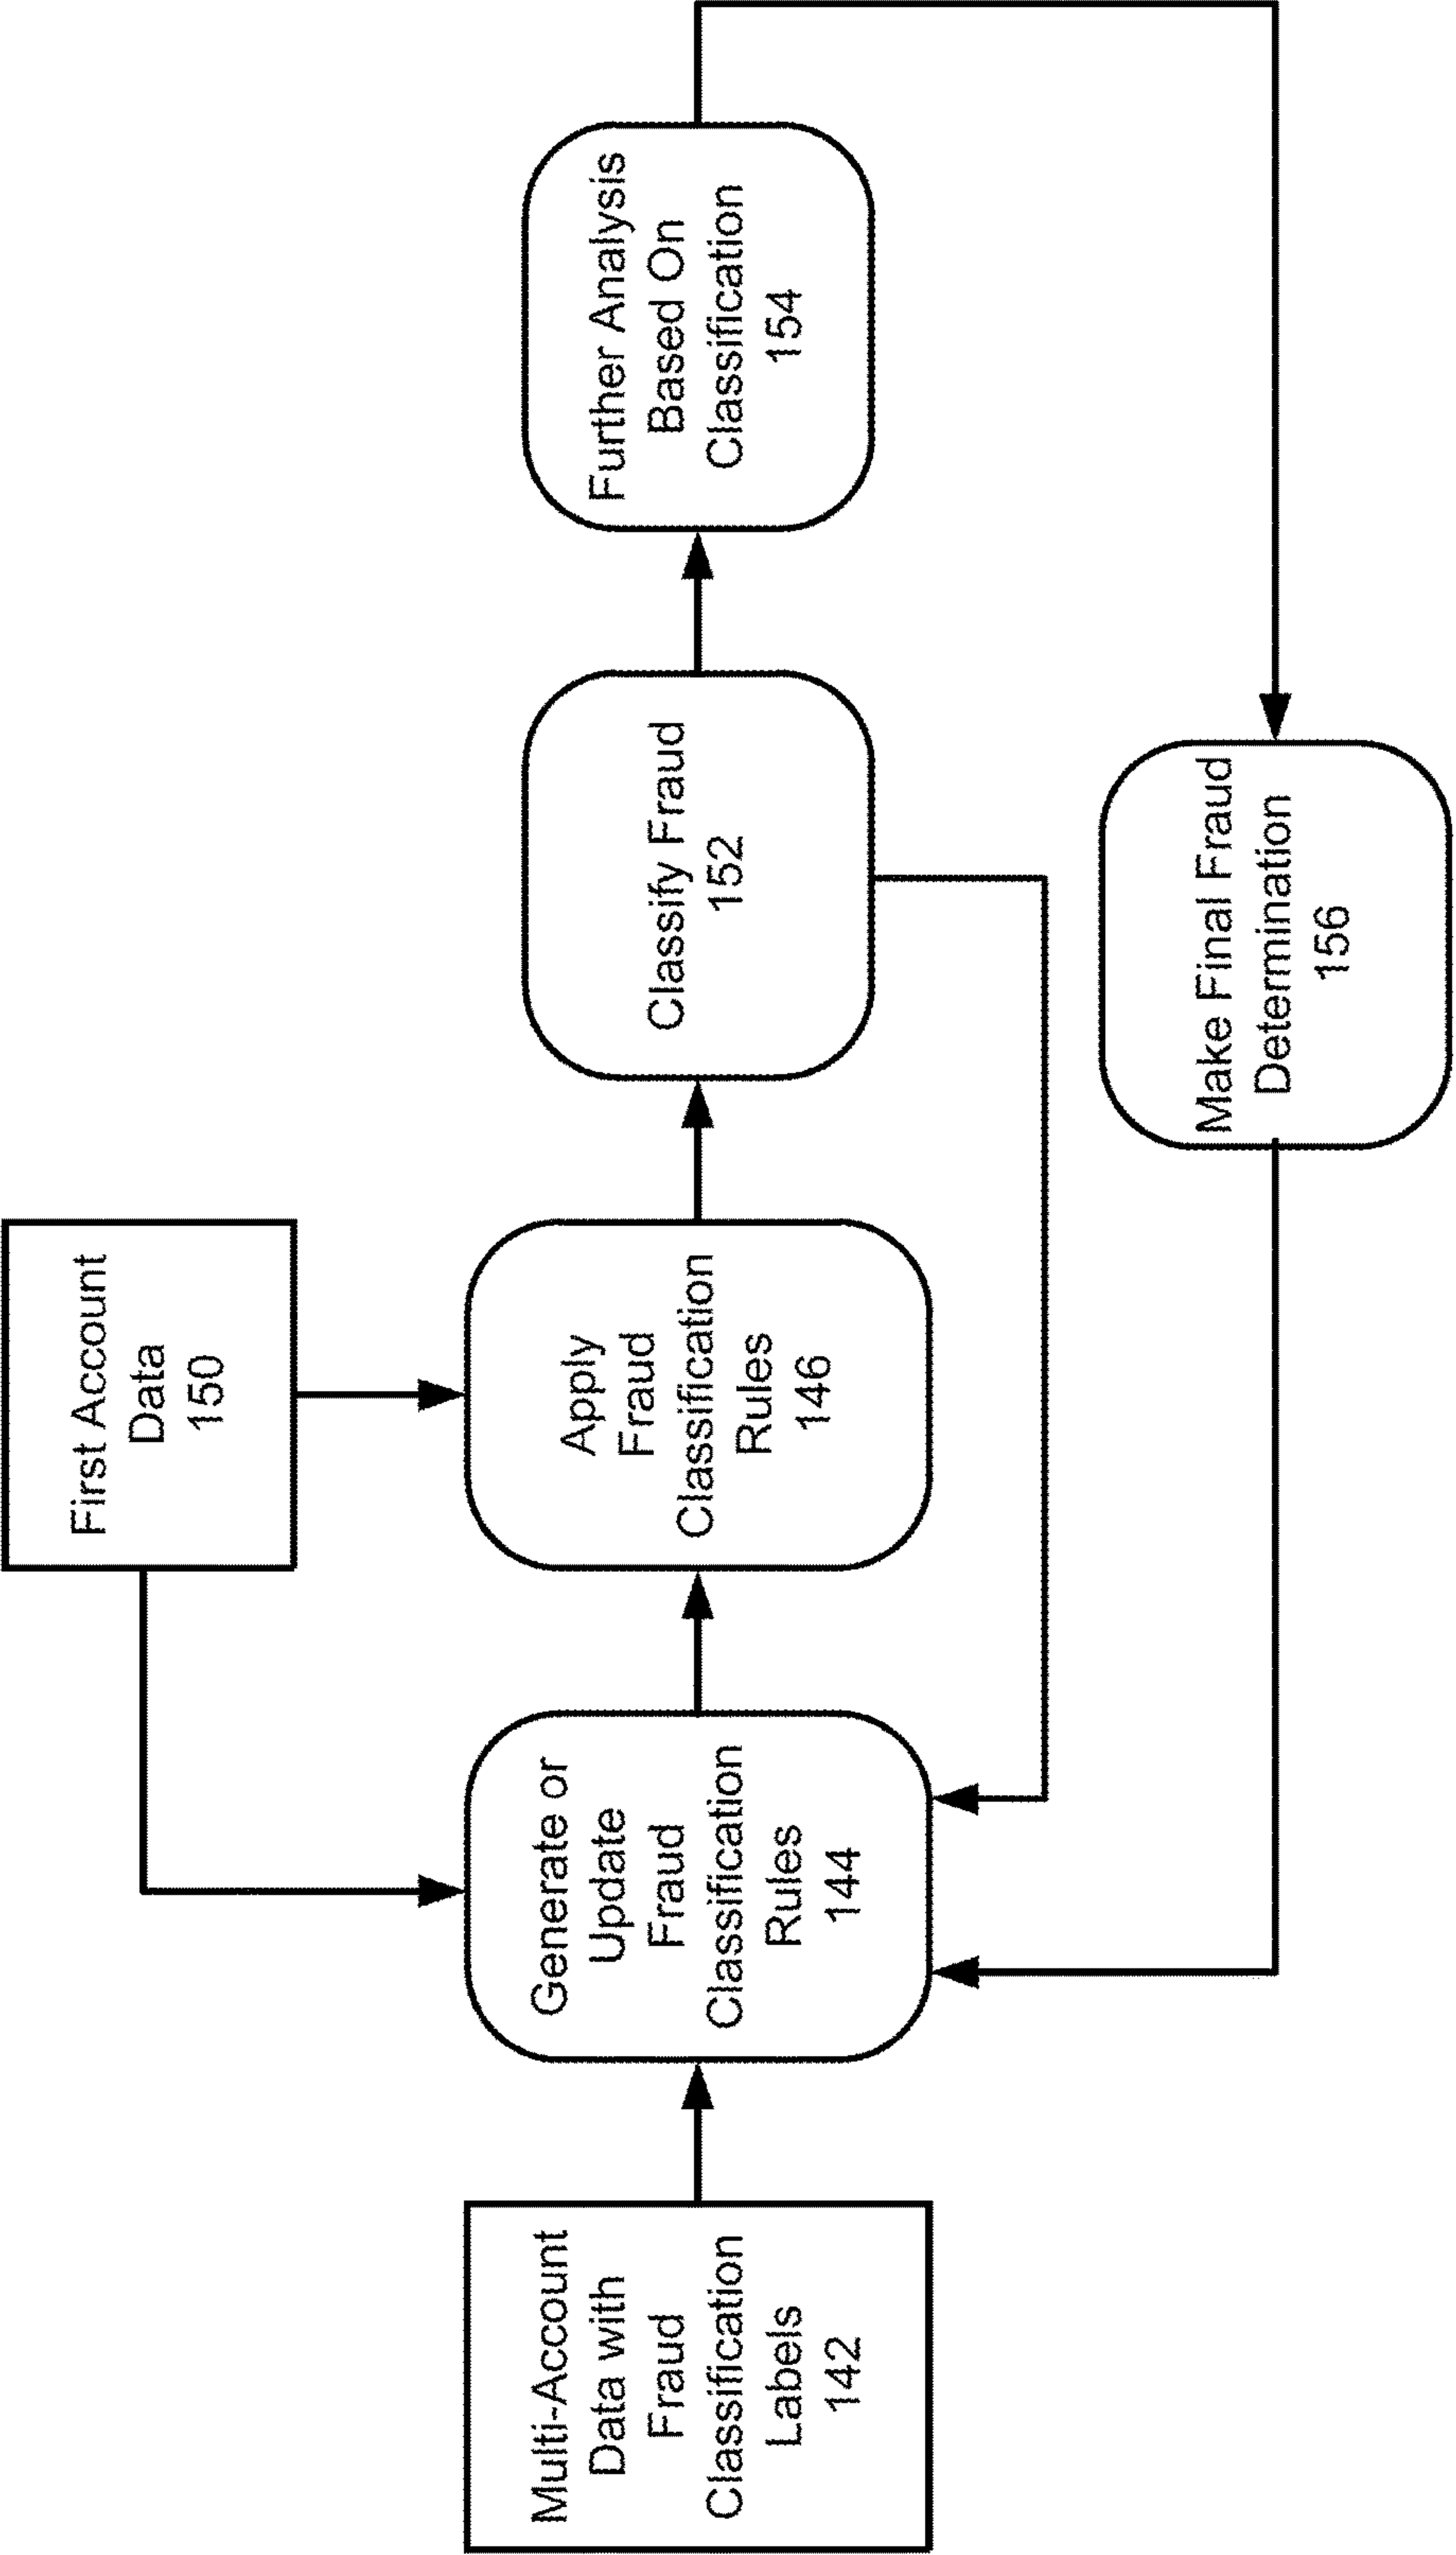 First Account
Data
150
Multi-Account
Data with
Fraud
Classification
Labels
142
Generate or
Update
Fraud
Classification
Rules
144
Apply
Fraud
Classification
Rules
146
Classify Fraud
152
Further Analysis
Based On
Classification
154
Make Final Fraud
Determination
156